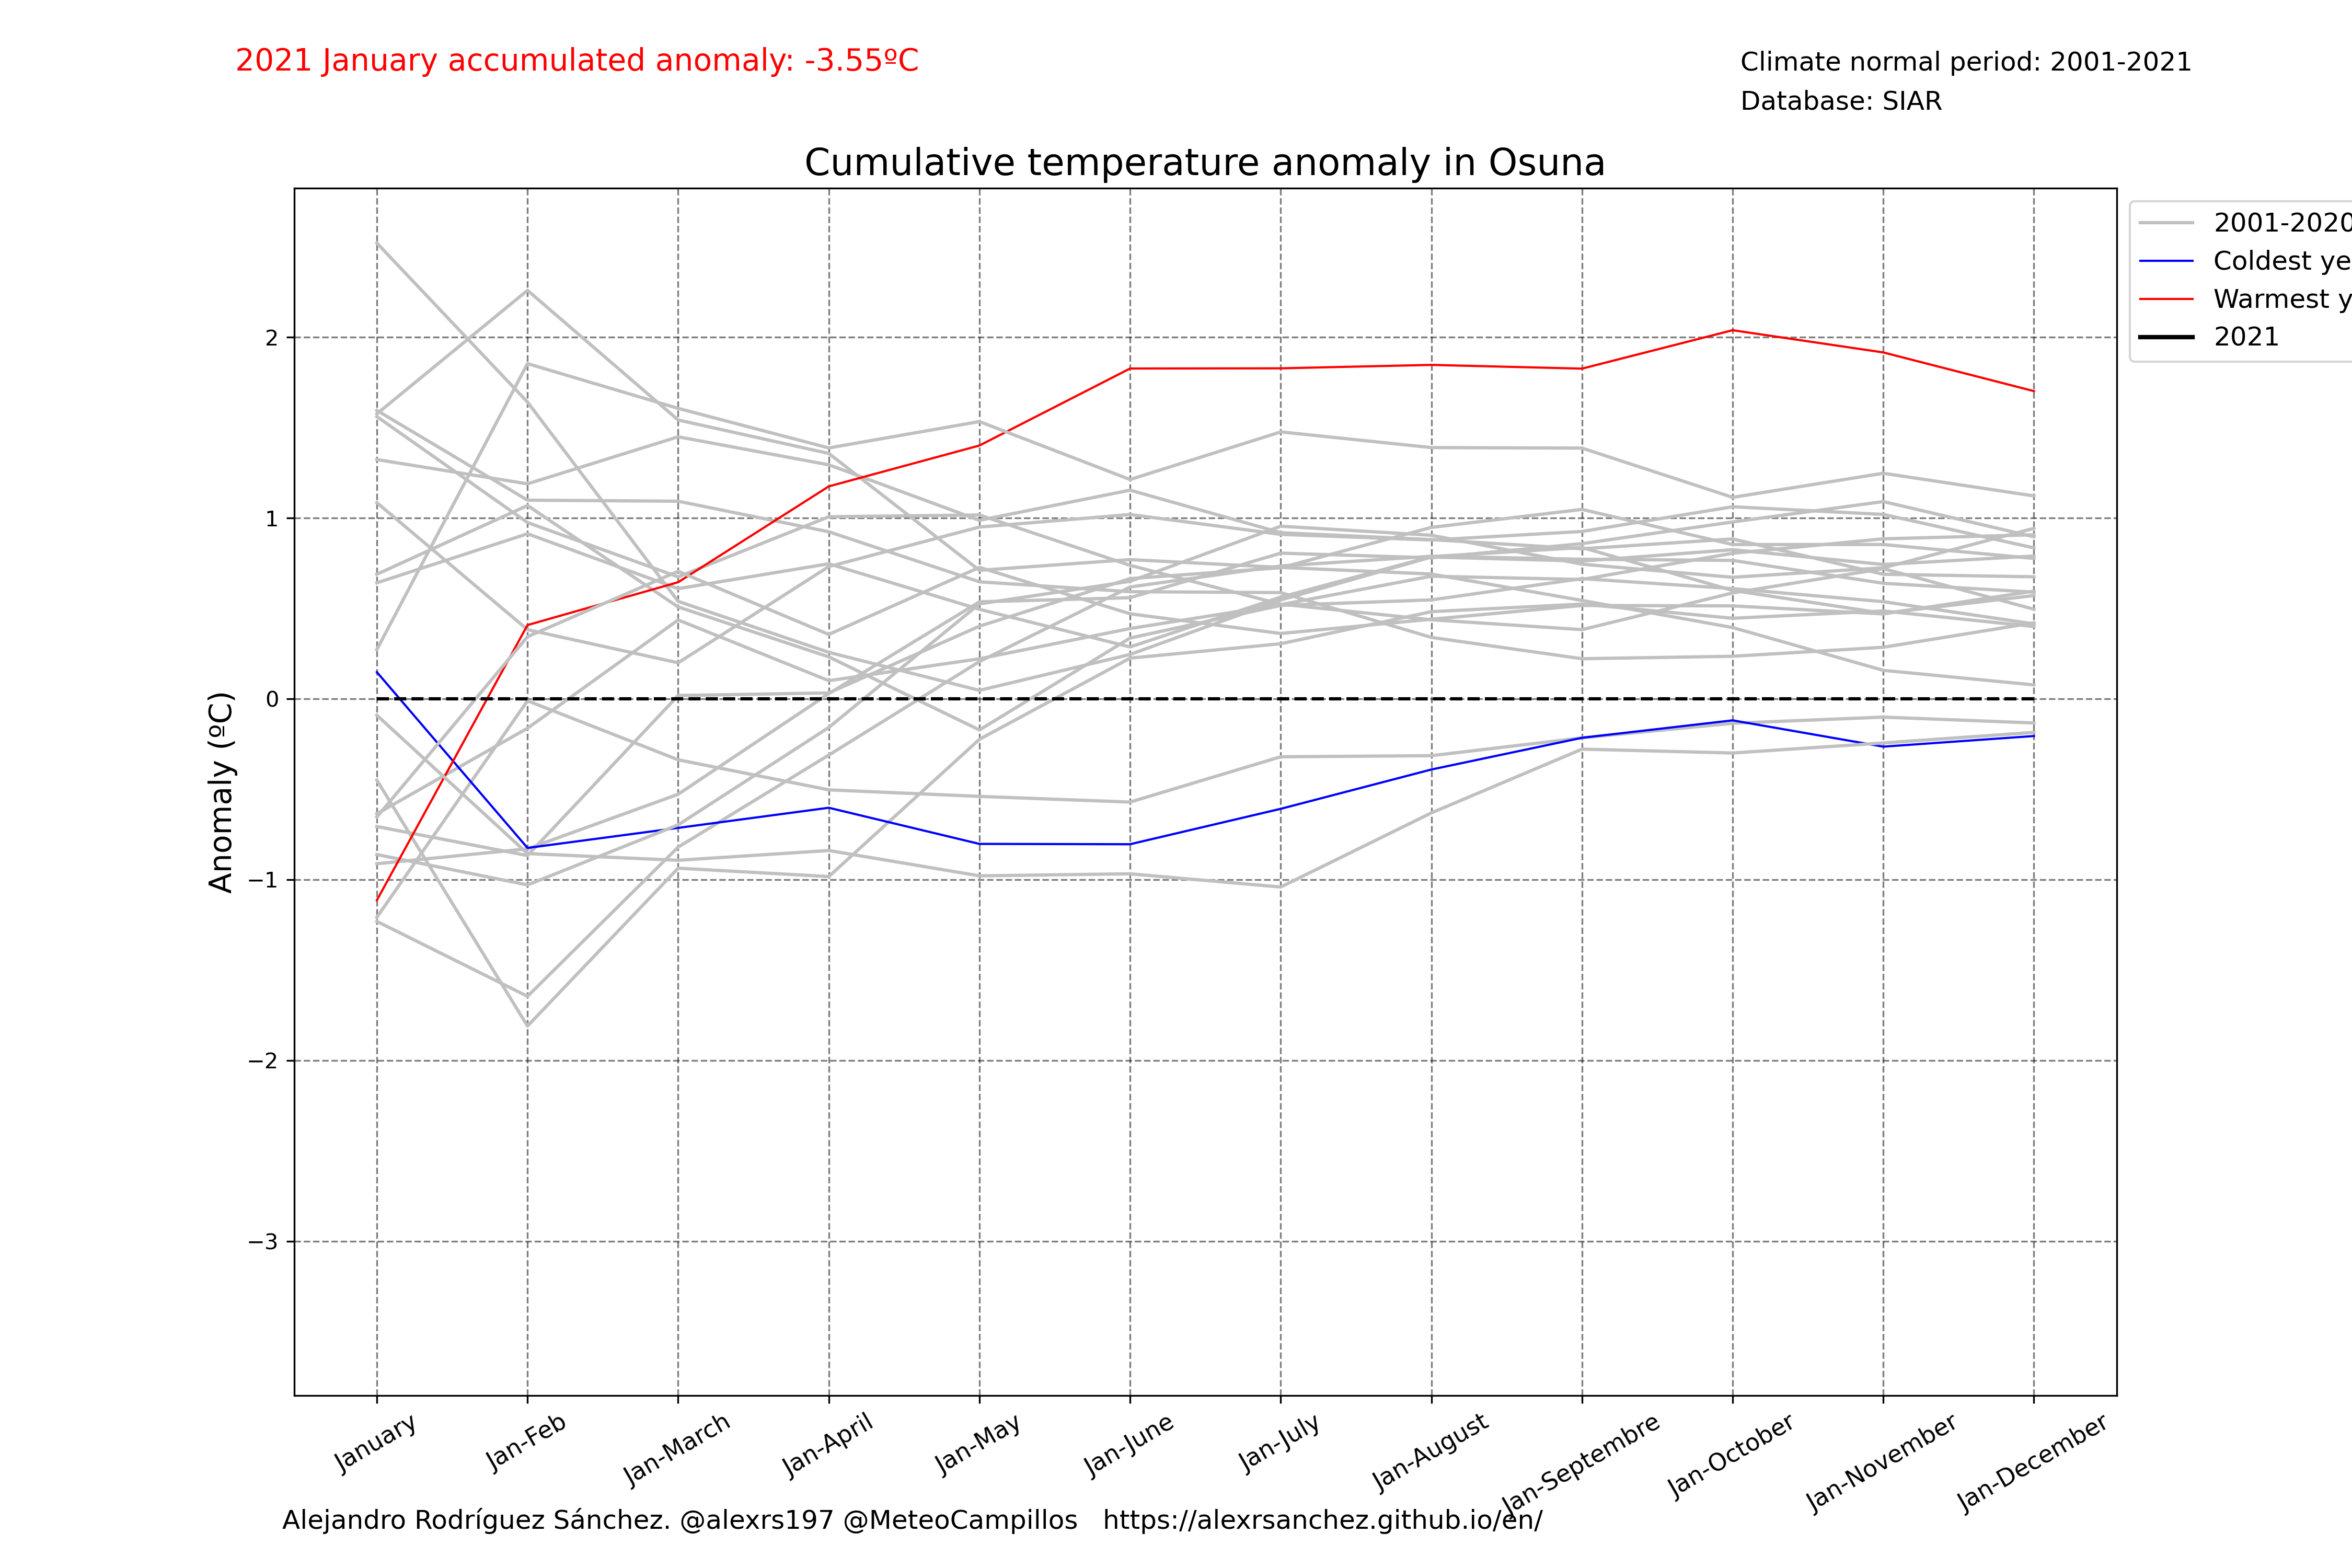 2021 January accumulated anomaly: -3.55ºC
Climate normal period: 2001-2021
Database: SIAR
Cumulative temperature anomaly in Osuna
2001-2020
Coldest
Warmest
2021
Anomaly (ºC)
2
1
0
−1
−2
−3
January
Jan-Feb
Jan-March
Jan-April
Jan-May
Jan-June
Jan-July
Jan-August
Jan-Septembre
Jan-October
Jan-November
Jan-December
Alejandro Rodríguez Sánchez. @alexrs197 @MeteoCampillos https://alexrsanchez.github.io/en/